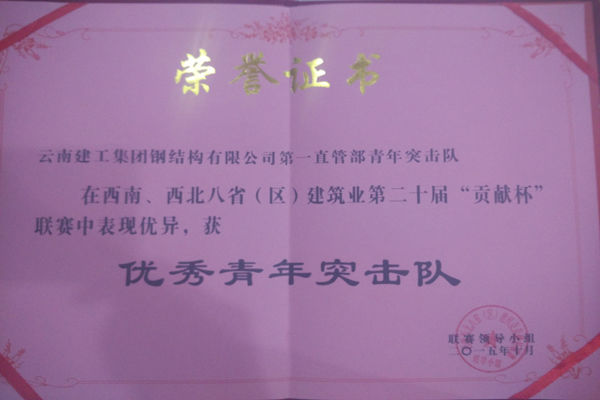 荣誉证书
云南建工集团钢结构有限公司第一直管部青年突击队
在西南、西北八省（区）建筑业第二十届“贡献杯”
联赛中表现优异，获
优秀青年突击队
联赛领导小组
二〇一五年十月